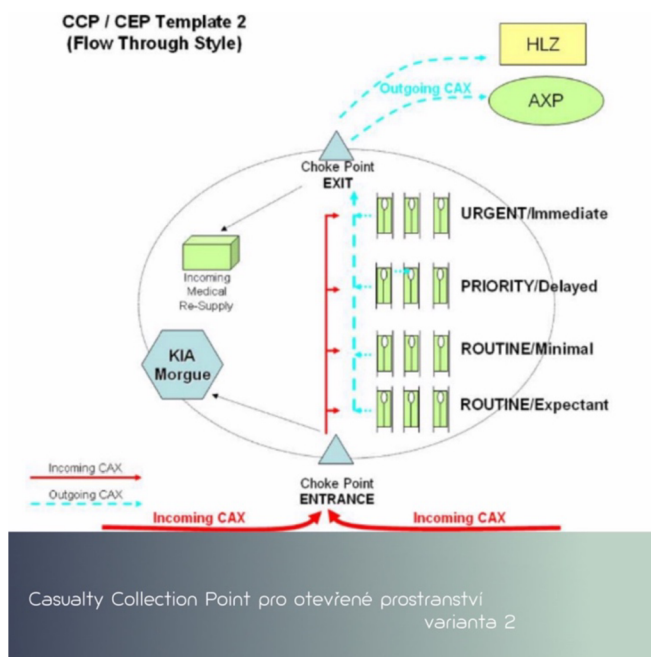 CCP / CEP Template 2
(Flow Through Style)
HLZ
Outgoing CAX
AXP
Choke Point
EXIT
URGENT/Immediate
Incoming
Medical
Re-Supply
PRIORITY/Delayed
KIA
Morgue
ROUTINE/Minimal
ROUTINE/Expectant
Incoming CAX
Outgoing CAX
Choke Point
ENTRANCE
Incoming CAX
Incoming CAX
Casualty Collection Point pro otevřené prostranství
varianta 2